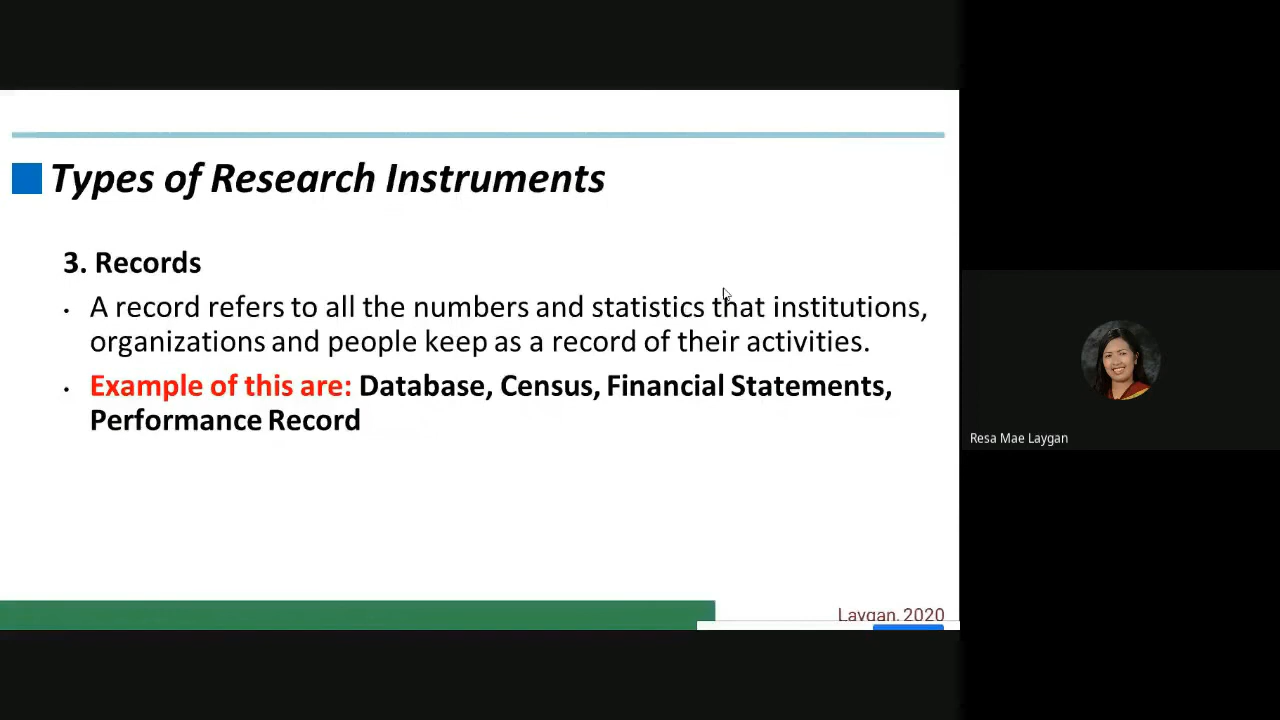 Types of Research Instruments
3. Records
• A record refers to all the numbers and statistics that institutions,
organizations and people keep as a record of their activities.
• Example of this are: Database, Census, Financial Statements,
Performance Record
Laygan, 2020
Resa Mae Laygan